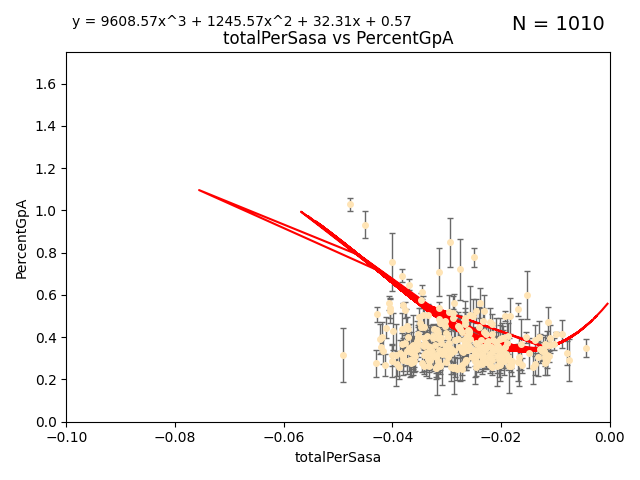 y = 9608.57x^3 + 1245.57x^2 + 32.31x + 0.57
N = 1010
totalPerSasa vs PercentGpA
1.6
1.4
1.2
1.0
0.8
0.6
0.4
0.2
0.0
PercentGpA
−0.10 −0.08 −0.06 −0.04 −0.02 0.00
totalPerSasa